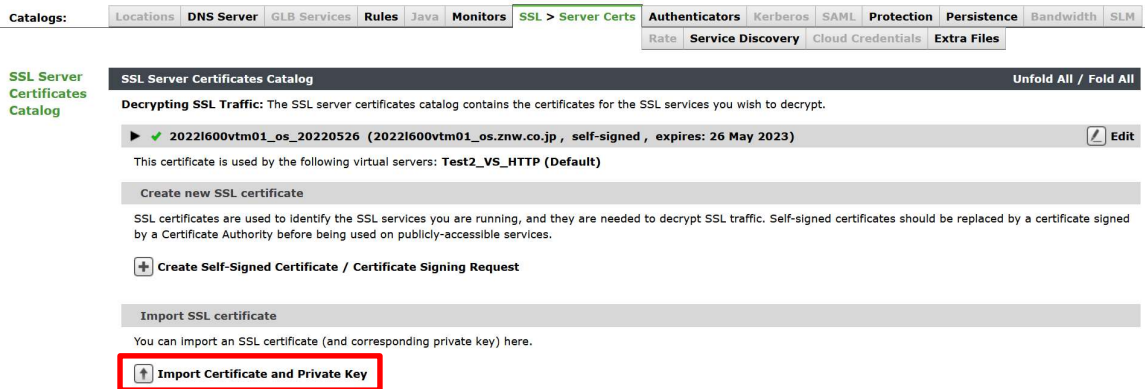 Catalogs: Locations DNS Server GLB Services Rules Java Monitors SSL > Server Certs Authenticators Kerberos SAML Protection Persistence Bandwidth SLM
Rate Service Discovery Cloud Credentials Extra Files
SSL Server Certificates Catalog
SSL Server Certificates Catalog Unfold All / Fold All
Decrypting SSL Traffic: The SSL server certificates catalog contains the certificates for the SSL services you wish to decrypt.
2022l600vtm01_os_20220526 (2022l600vtm01_os.znw.co.jp , self-signed , expires: 26 May 2023) Edit
This certificate is used by the following virtual servers: Test2_VS_HTTP (Default)
Create new SSL certificate
SSL certificates are used to identify the SSL services you are running, and they are needed to decrypt SSL traffic. Self-signed certificates should be replaced by a certificate signed
by a Certificate Authority before being used on publicly-accessible services.
Create Self-Signed Certificate / Certificate Signing Request
Import SSL certificate
You can import an SSL certificate (and corresponding private key) here.
Import Certificate and Private Key